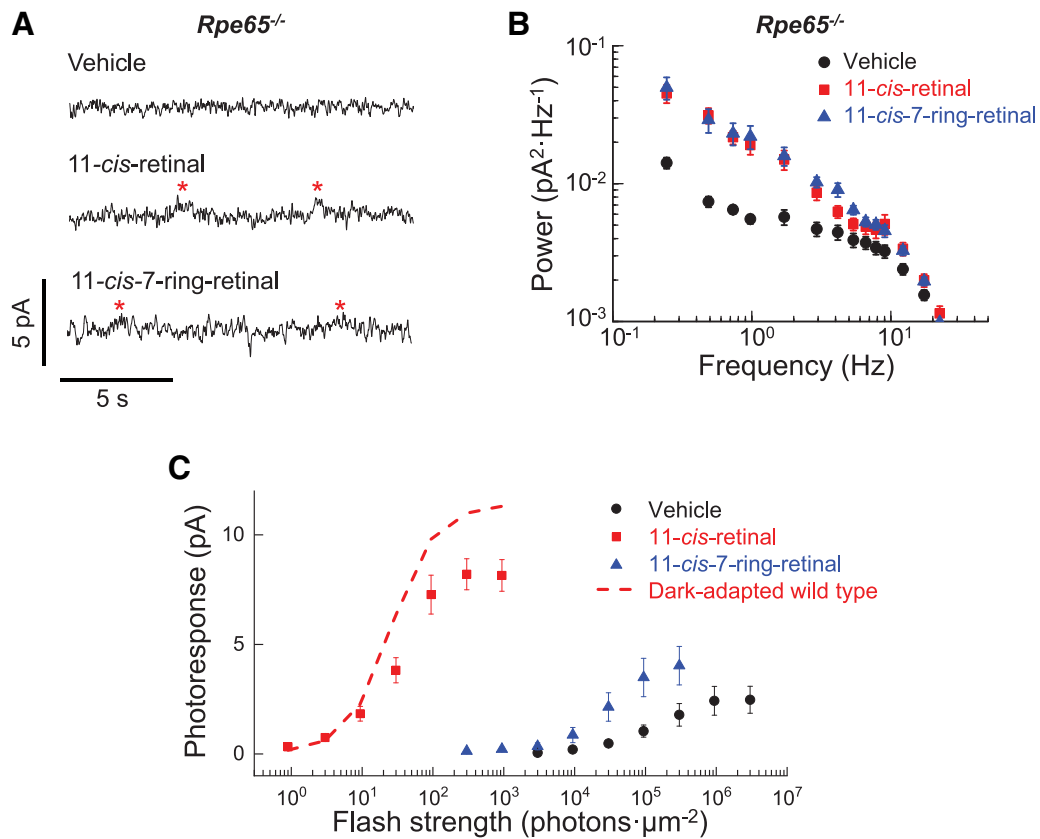 A
Rpe65-/-
Vehicle
11-cis-retinal
*
*
11-cis-7-ring-retinal
*
*
5 pA
5 s
B
Rpe65-/-
Vehicle
11-cis-retinal
11-cis-7-ring-retinal
Power (pA²·Hz⁻¹)
10⁻¹
10⁻²
10⁻³
10⁻¹ 10⁰ 10¹
Frequency (Hz)
C
Vehicle
11-cis-retinal
11-cis-7-ring-retinal
Dark-adapted wild type
Photoresponse (pA)
10
5
0
10⁰ 10¹ 10² 10³ 10⁴ 10⁵ 10⁶ 10⁷
Flash strength (photons·µm⁻²)